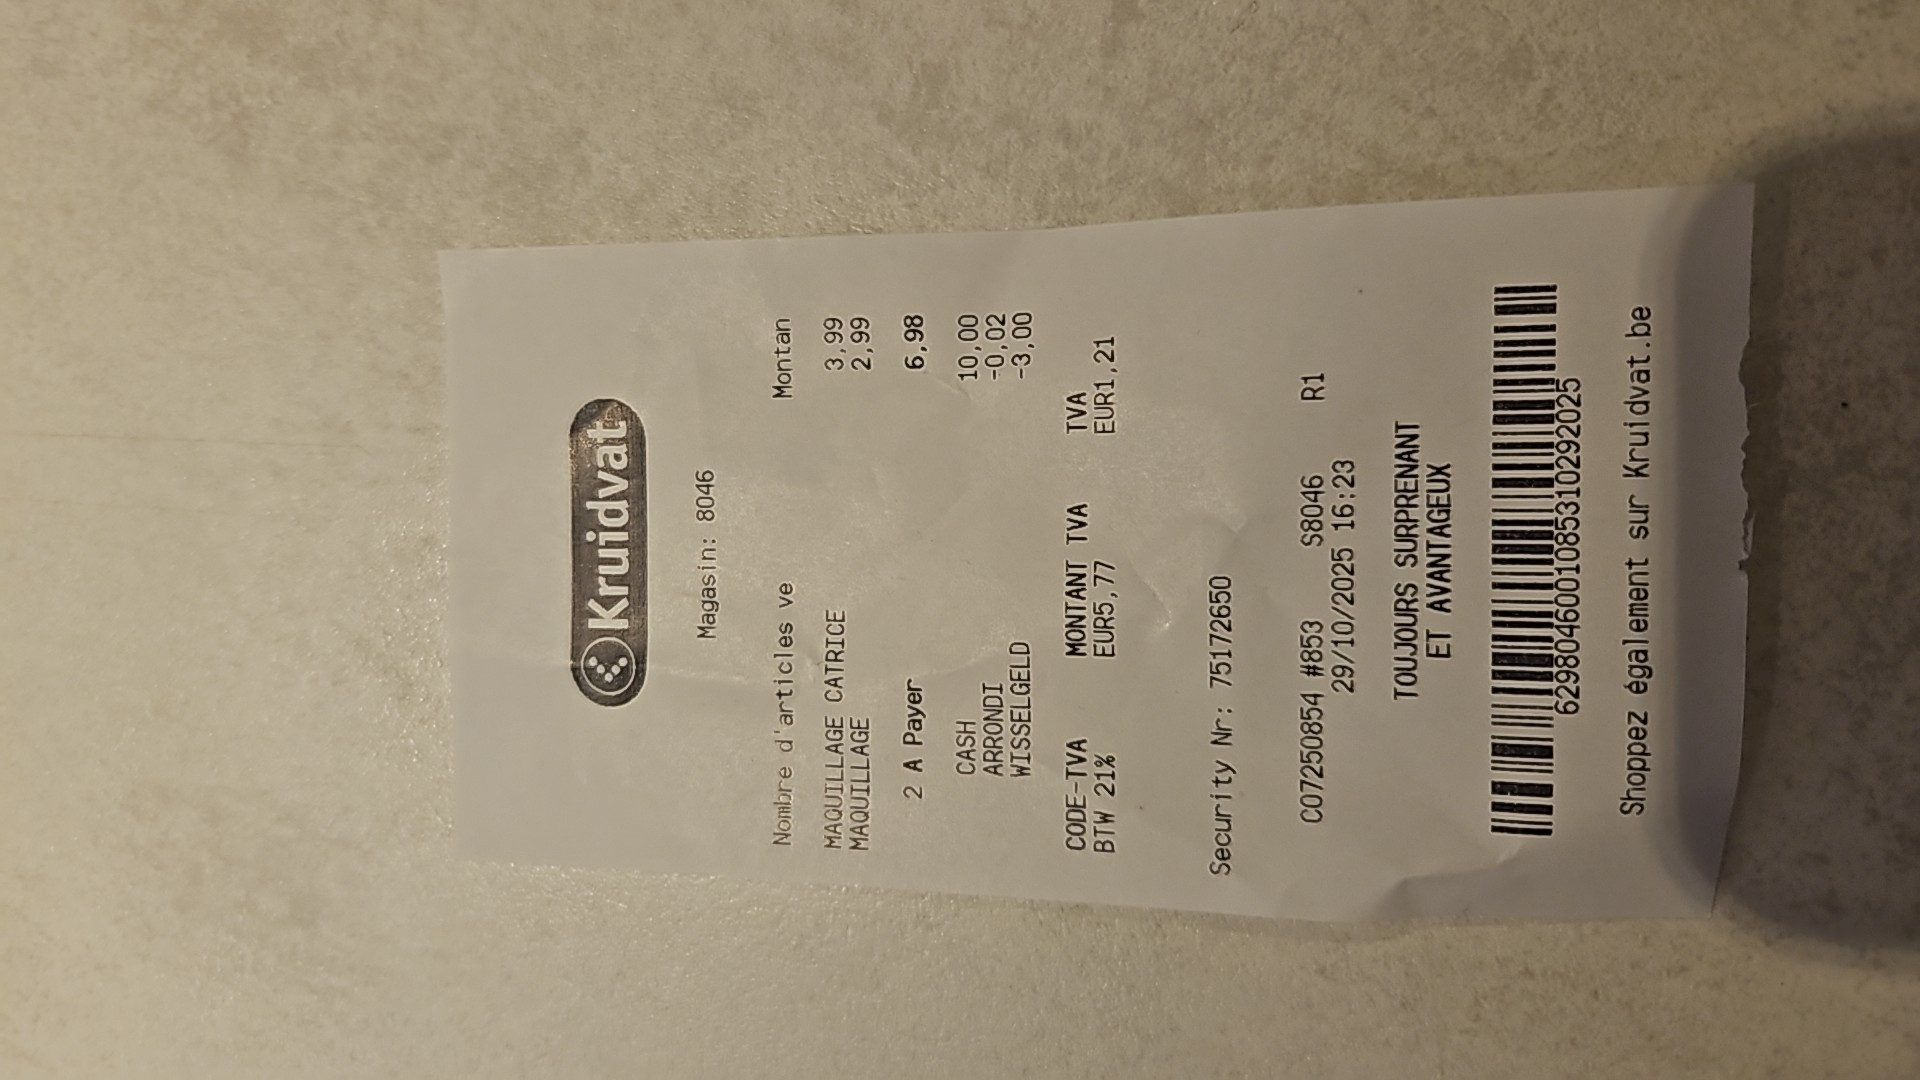 Kruidvat
Magasin: 8046
Nombre d'articles ve Montan
MAQUILLAGE CATRICE 3,99
MAQUILLAGE 2,99
2 A Payer 6,98
CASH 10,00
ARRONDI -0,02
WISSELGELD -3,00
CODE-TVA MONTANT TVA TVA
BTW 21% EUR5,77 EUR1,21
Security Nr: 75172650
C07250854 #853 S8046 R1
29/10/2025 16:23
TOUJOURS SURPRENANT
ET AVANTAGEUX
6298046001085310292025
Shoppez également sur Kruidvat.be